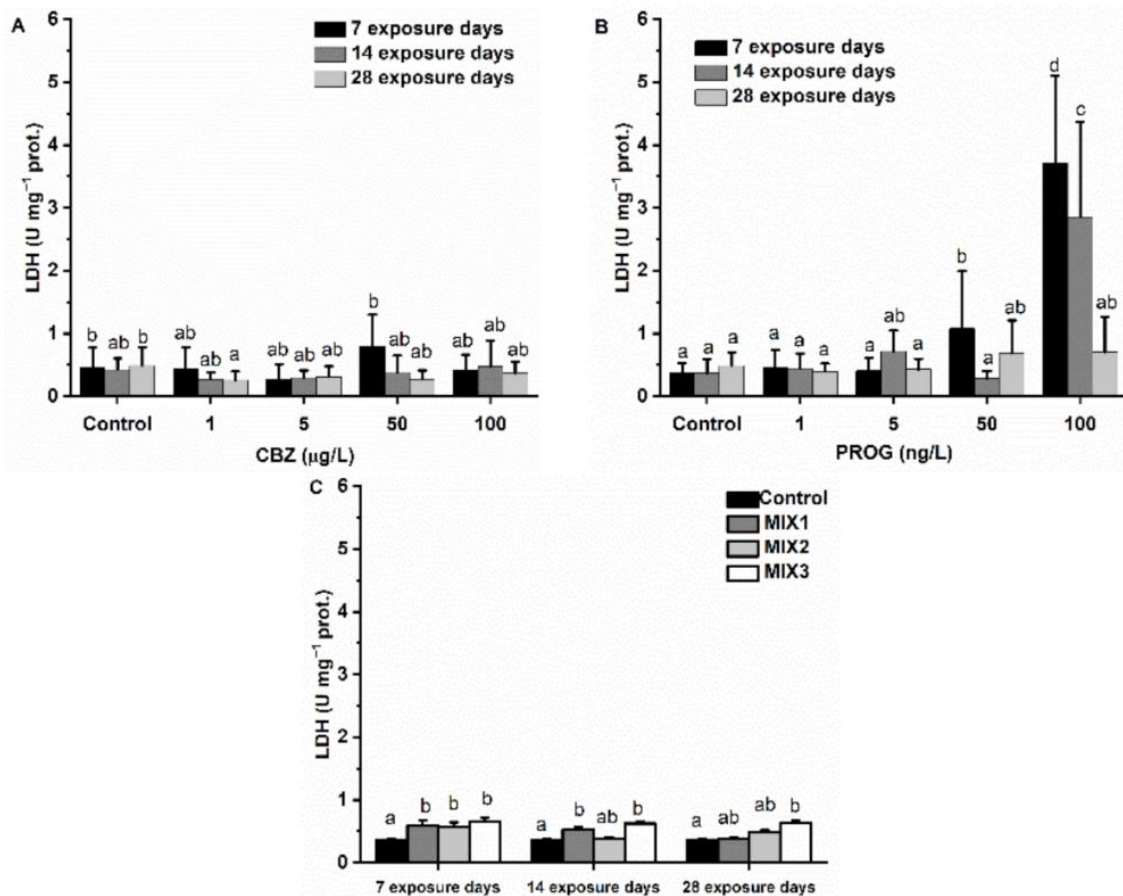 A
7 exposure days
14 exposure days
28 exposure days
LDH (U mg⁻¹ prot.)
6
5
4
3
2
1
0
b ab b ab ab a ab ab ab b ab ab ab ab ab
Control 1 5 50 100
CBZ (µg/L)
B
7 exposure days
14 exposure days
28 exposure days
LDH (U mg⁻¹ prot.)
6
5
4
3
2
1
0
a a a a a a a ab a b a ab d c ab
Control 1 5 50 100
PROG (ng/L)
C
Control
MIX1
MIX2
MIX3
LDH (U mg⁻¹ prot.)
6
5
4
3
2
1
0
a b b b a b ab b a ab ab b
7 exposure days 14 exposure days 28 exposure days